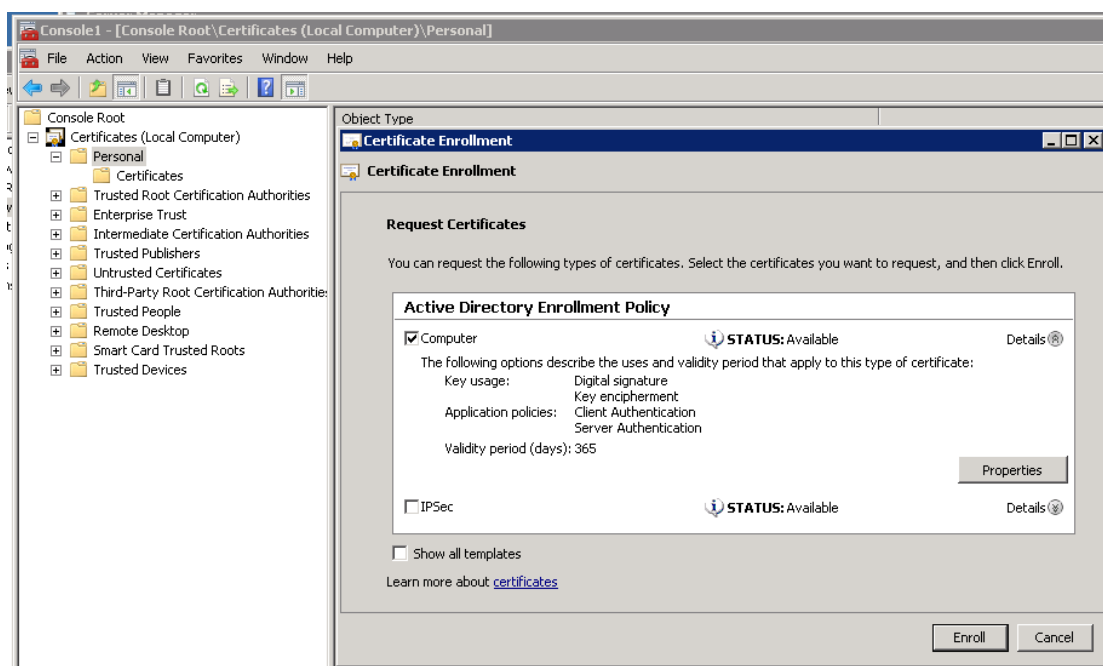 Console1 - [Console Root\Certificates (Local Computer)\Personal]
File Action View Favorites Window Help
Console Root
Certificates (Local Computer)
Personal
Certificates
Trusted Root Certification Authorities
Enterprise Trust
Intermediate Certification Authorities
Trusted Publishers
Untrusted Certificates
Third-Party Root Certification Authorities
Trusted People
Remote Desktop
Smart Card Trusted Roots
Trusted Devices
Object Type
Certificate Enrollment
Certificate Enrollment
Request Certificates
You can request the following types of certificates. Select the certificates you want to request, and then click Enroll.
Active Directory Enrollment Policy
Computer STATUS: Available Details
The following options describe the uses and validity period that apply to this type of certificate:
Key usage: Digital signature
Key encipherment
Application policies: Client Authentication
Server Authentication
Validity period (days): 365
Properties
IPSec STATUS: Available Details
Show all templates
Learn more about certificates
Enroll Cancel